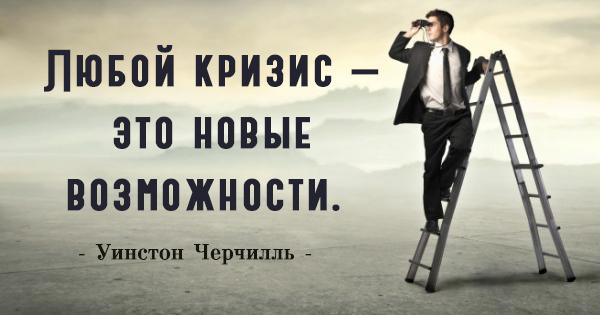 Любой кризис –
это новые
возможности.
- Уинстон Черчилль -